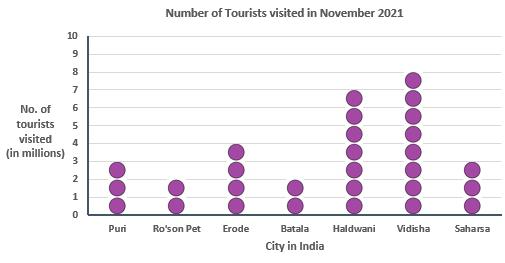 Number of Tourists visited in November 2021
10
9
8
7
6
5
4
3
2
1
0
No. of
tourists
visited
(in millions)
Puri Ro'son Pet Erode Batala Haldwani Vidisha Saharsa
City in India